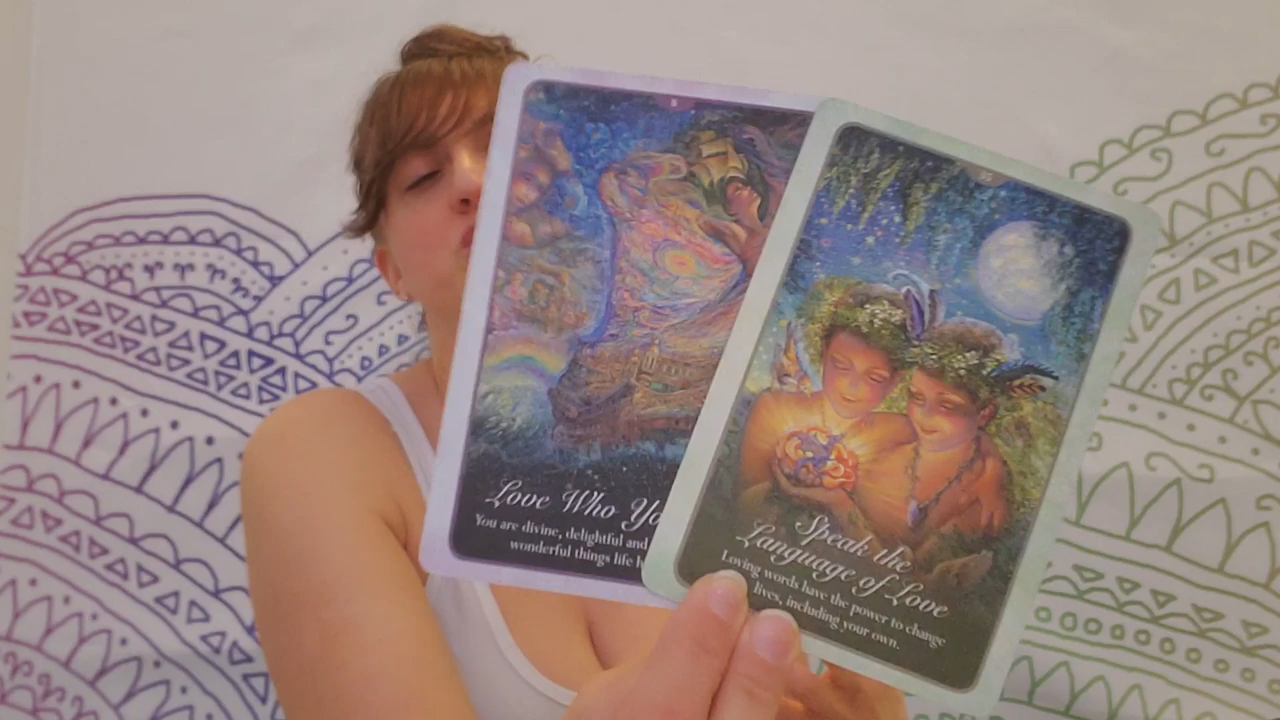 Love Who Yo
You are divine, delightful and
wonderful things life h
35
Speak the
Language of Love
Loving words have the power to change
lives, including your own.